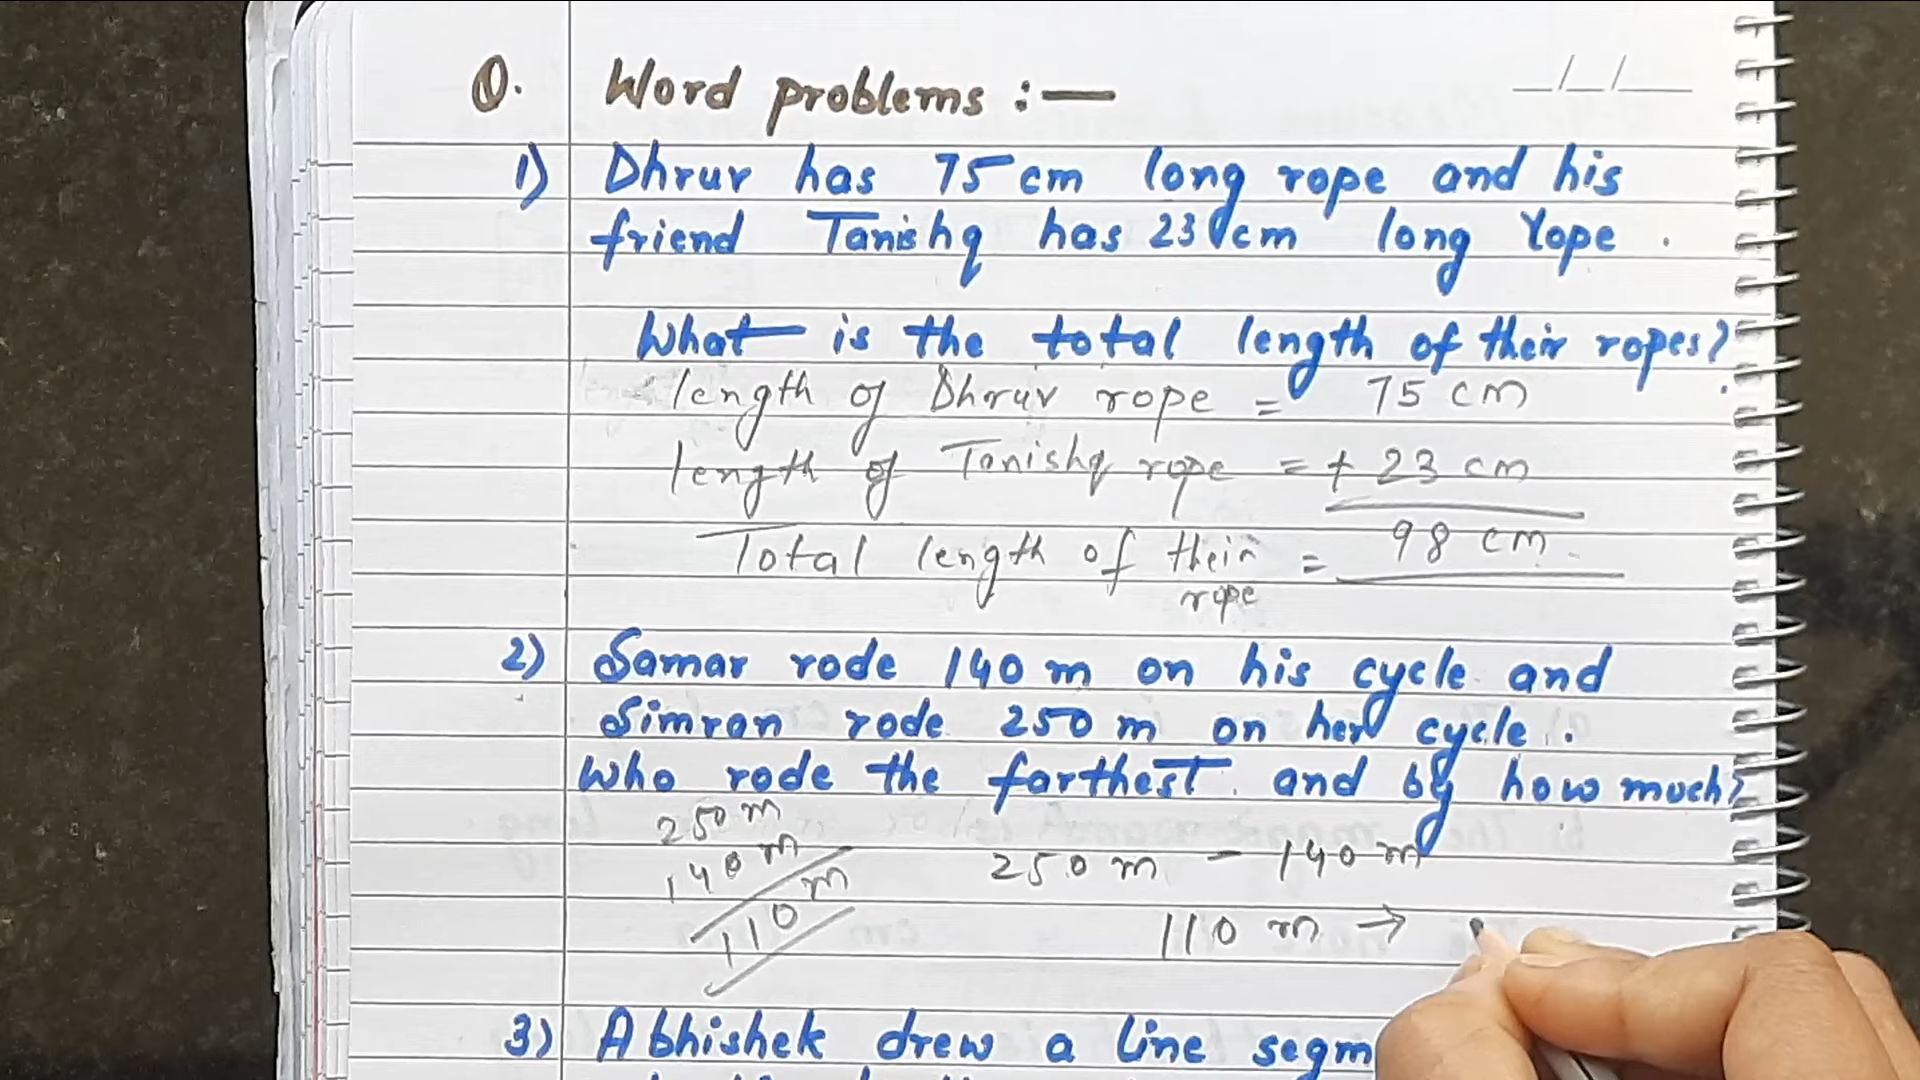 Q. Word problems :—
__/__/____
1) Dhruv has 75 cm long rope and his
friend Tanishq has 23 cm long rope.
What is the total length of their ropes?
length of Dhruv rope = 75 cm
length of Tanishq rope = + 23 cm
Total length of their rope = 98 cm
2) Samar rode 140 m on his cycle and
Simran rode 250 m on her cycle.
Who rode the farthest and by how much?
250 m
140 m
110 m
250 m - 140 m
110 m →
3) Abhishek drew a line segm